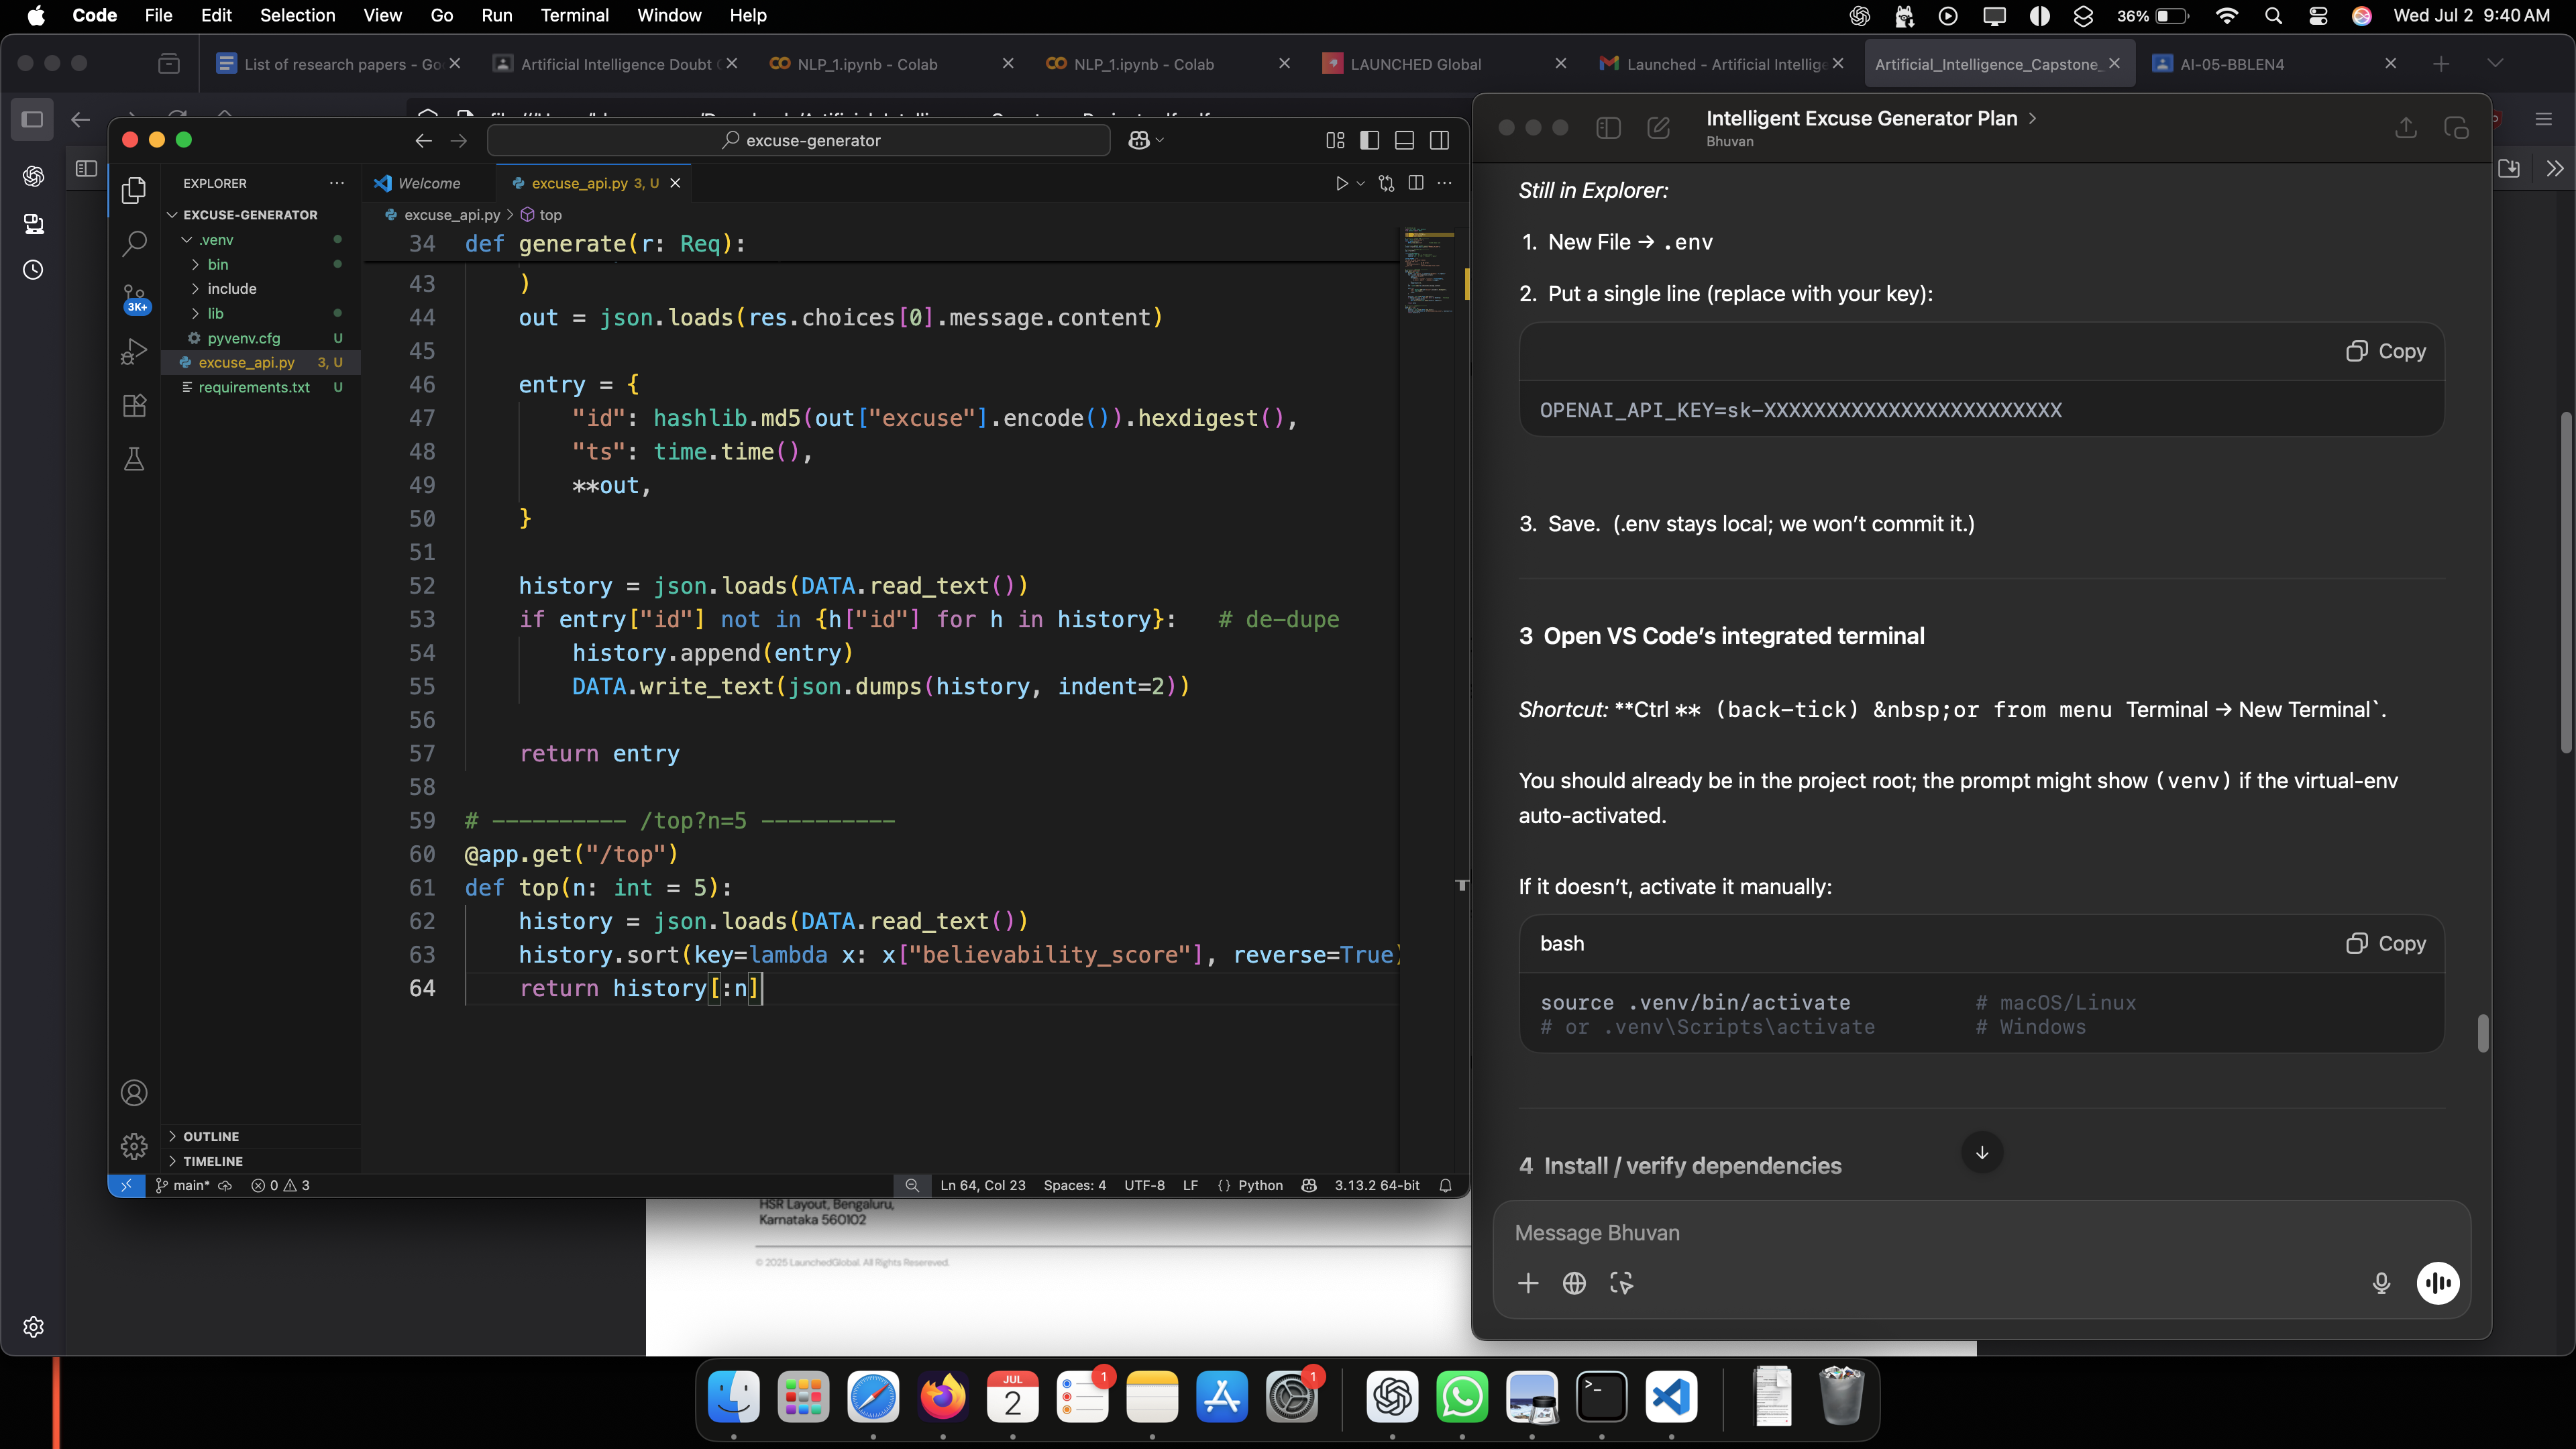 Code File Edit Selection View Go Run Terminal Window Help
36% Wed Jul 2 9:40 AM
List of research papers - Go
Artificial Intelligence Doubt
NLP_1.ipynb - Colab
NLP_1.ipynb - Colab
LAUNCHED Global
Launched - Artificial Intellige
Artificial_Intelligence_Capstone_
AI-05-BBLEN4
excuse-generator
EXPLORER
Welcome
excuse_api.py 3, U
EXCUSE-GENERATOR
.venv
bin
include
lib
pyvenv.cfg U
excuse_api.py 3, U
requirements.txt U
3K+
OUTLINE
TIMELINE
excuse_api.py > top
34 def generate(r: Req):
43 )
44 out = json.loads(res.choices[0].message.content)
45
46 entry = {
47 "id": hashlib.md5(out["excuse"].encode()).hexdigest(),
48 "ts": time.time(),
49 **out,
50 }
51
52 history = json.loads(DATA.read_text())
53 if entry["id"] not in {h["id"] for h in history}: # de-dupe
54 history.append(entry)
55 DATA.write_text(json.dumps(history, indent=2))
56
57 return entry
58
59 # ---------- /top?n=5 ----------
60 @app.get("/top")
61 def top(n: int = 5):
62 history = json.loads(DATA.read_text())
63 history.sort(key=lambda x: x["believability_score"], reverse=True)
64 return history[:n]
main* 0 3 Ln 64, Col 23 Spaces: 4 UTF-8 LF {} Python 3.13.2 64-bit
HSR Layout, Bengaluru,
Karnataka 560102
© 2025 LaunchedGlobal. All Rights Resereved.
Intelligent Excuse Generator Plan >
Bhuvan
Still in Explorer:
1. New File → .env
2. Put a single line (replace with your key):
Copy
OPENAI_API_KEY=sk-XXXXXXXXXXXXXXXXXXXXXXXX
3. Save. (.env stays local; we won’t commit it.)
3 Open VS Code’s integrated terminal
Shortcut: **Ctrl ** (back-tick) &nbsp;or from menu Terminal → New Terminal`.
You should already be in the project root; the prompt might show (venv) if the virtual-env
auto-activated.
If it doesn’t, activate it manually:
bash Copy
source .venv/bin/activate # macOS/Linux
# or .venv\Scripts\activate # Windows
4 Install / verify dependencies
Message Bhuvan
JUL
2
1
1